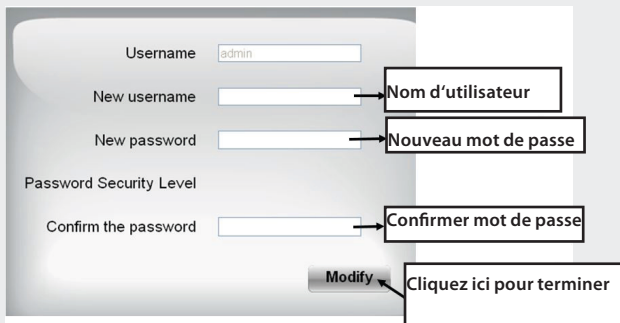 Username admin
New username
Nom d‘utilisateur
New password
Nouveau mot de passe
Password Security Level
Confirm the password
Confirmer mot de passe
Modify
Cliquez ici pour terminer